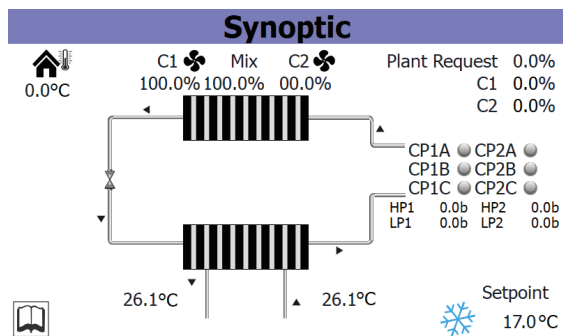 Synoptic
C1 Mix C2 Plant Request 0.0%
0.0°C 100.0% 100.0% 00.0% C1 0.0%
C2 0.0%
CP1A CP2A
CP1B CP2B
CP1C CP2C
HP1 0.0b HP2 0.0b
LP1 0.0b LP2 0.0b
26.1°C 26.1°C Setpoint
17.0°C